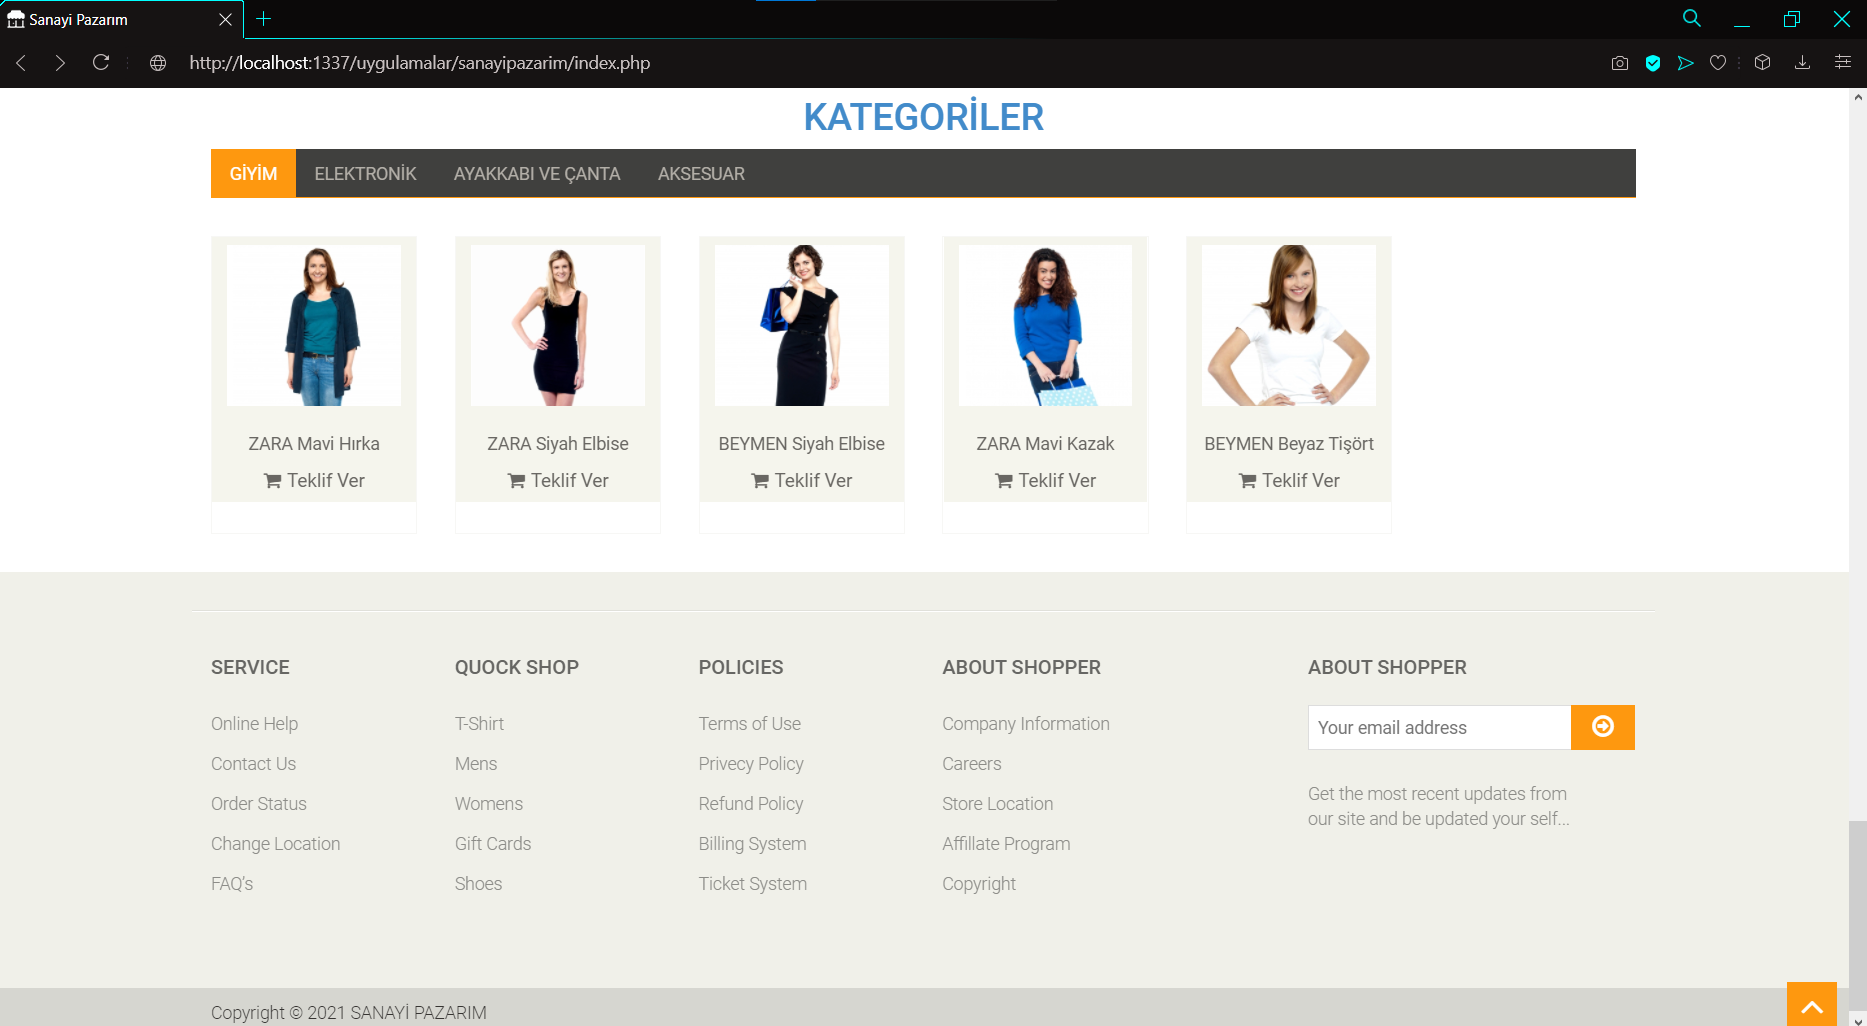 Sanayi Pazarım
http://localhost:1337/uygulamalar/sanayipazarim/index.php
KATEGORİLER
GİYİM ELEKTRONİK AYAKKABI VE ÇANTA AKSESUAR
ZARA Mavi Hırka
Teklif Ver
ZARA Siyah Elbise
Teklif Ver
BEYMEN Siyah Elbise
Teklif Ver
ZARA Mavi Kazak
Teklif Ver
BEYMEN Beyaz Tişört
Teklif Ver
SERVICE
Online Help
Contact Us
Order Status
Change Location
FAQ’s
QUOCK SHOP
T-Shirt
Mens
Womens
Gift Cards
Shoes
POLICIES
Terms of Use
Privecy Policy
Refund Policy
Billing System
Ticket System
ABOUT SHOPPER
Company Information
Careers
Store Location
Affillate Program
Copyright
ABOUT SHOPPER
Your email address
Get the most recent updates from
our site and be updated your self...
Copyright © 2021 SANAYİ PAZARIM